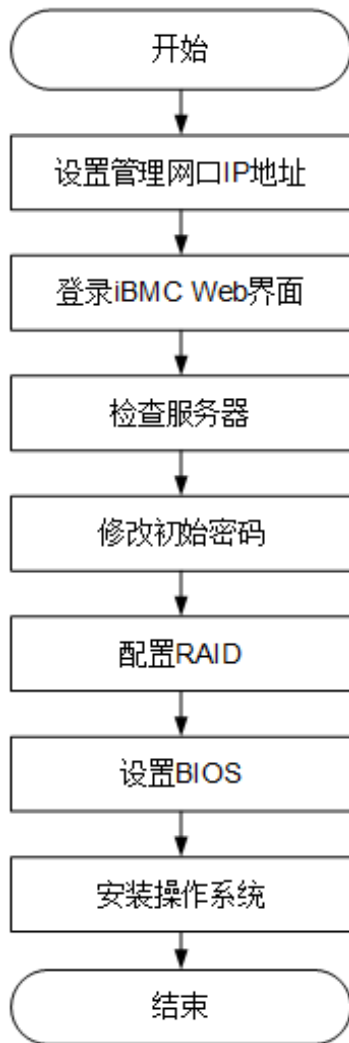 开始
设置管理网口IP地址
登录iBMC Web界面
检查服务器
修改初始密码
配置RAID
设置BIOS
安装操作系统
结束